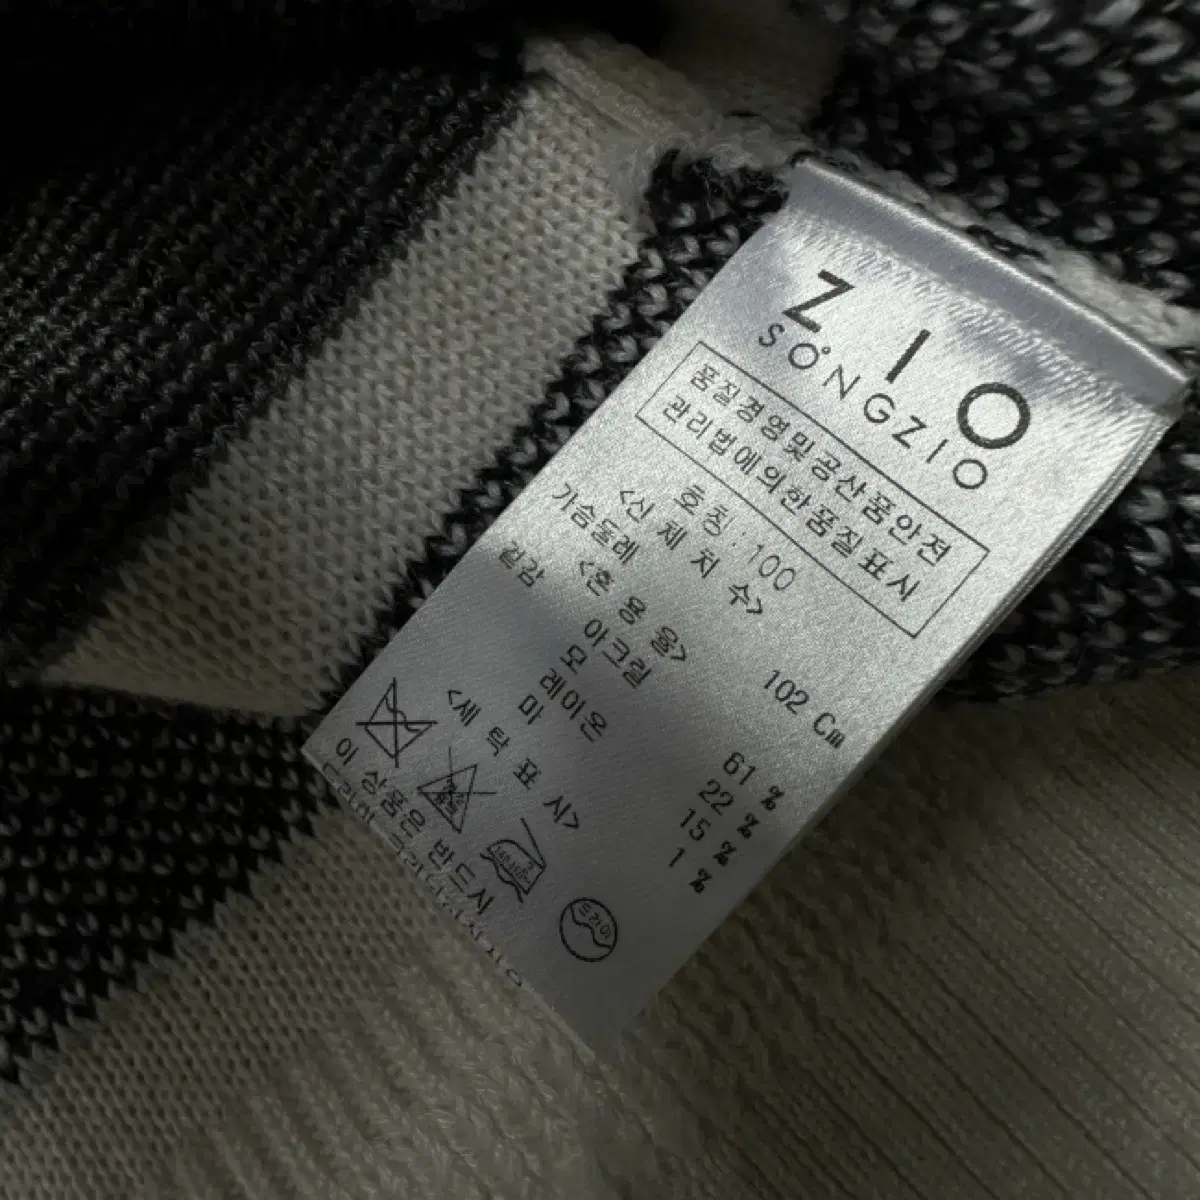 ZIO
SONGZIO
품질경영및공산품안전
관리법에의한품질표시
호칭:100
<신체치수>
가슴둘레 102 Cm
<혼용율>
겉감 아크릴 61 %
모 22 %
레이온 15 %
마 1 %
<세탁표시>
드라이
이 상품은 반드시